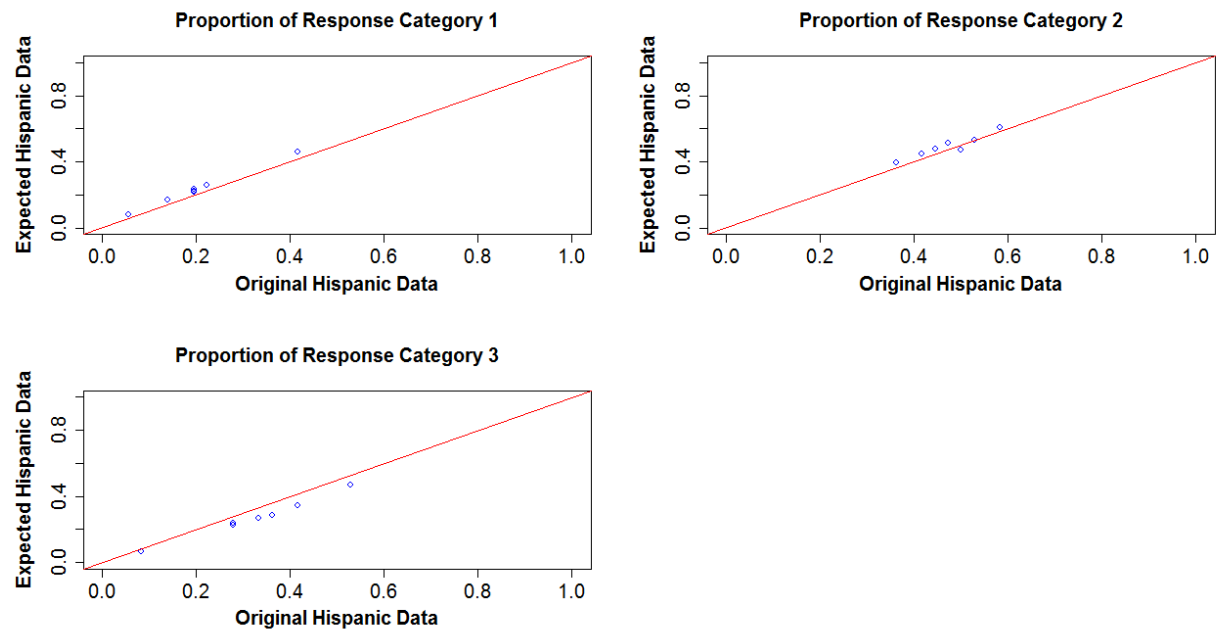 Proportion of Response Category 1
Expected Hispanic Data
0.8
0.4
0.0
0.0 0.2 0.4 0.6 0.8 1.0
Original Hispanic Data
Proportion of Response Category 2
Expected Hispanic Data
0.8
0.4
0.0
0.0 0.2 0.4 0.6 0.8 1.0
Original Hispanic Data
Proportion of Response Category 3
Expected Hispanic Data
0.8
0.4
0.0
0.0 0.2 0.4 0.6 0.8 1.0
Original Hispanic Data